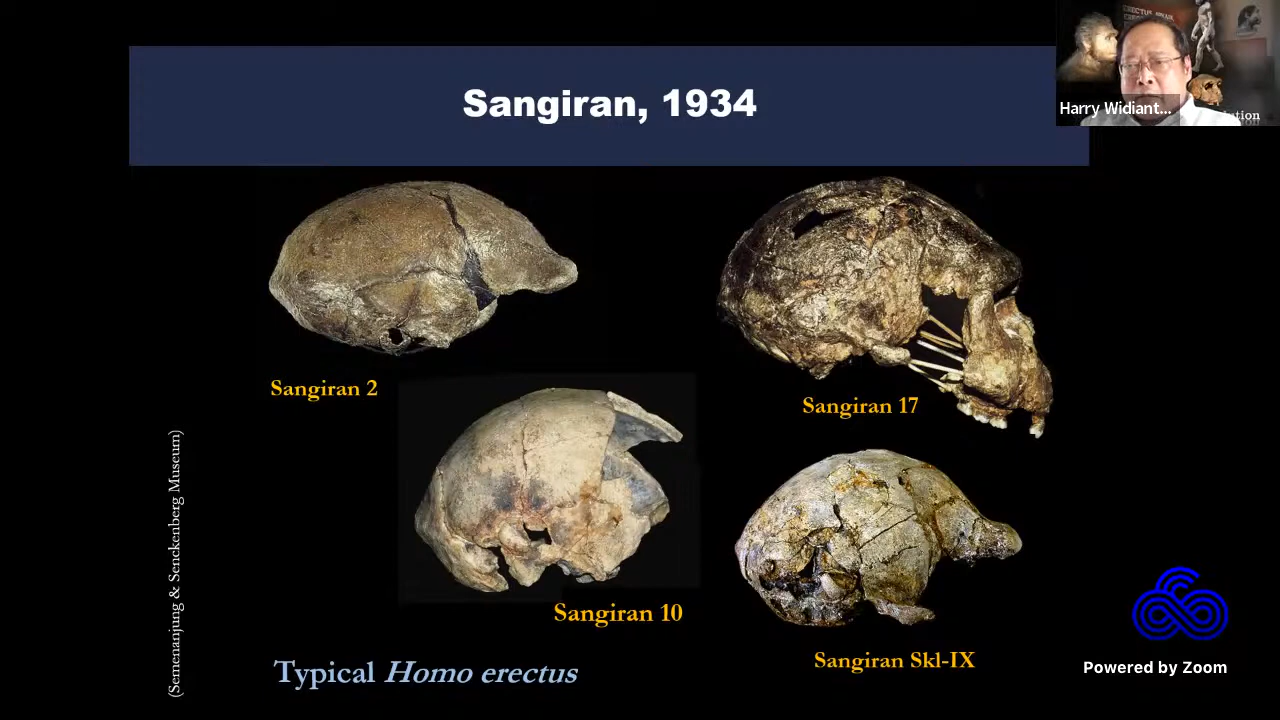 Sangiran, 1934
Harry Widiant...
Sangiran 2
Sangiran 17
Sangiran 10
Sangiran Skl-IX
(Semenanjung & Senckenberg Museum)
Typical Homo erectus
Powered by Zoom